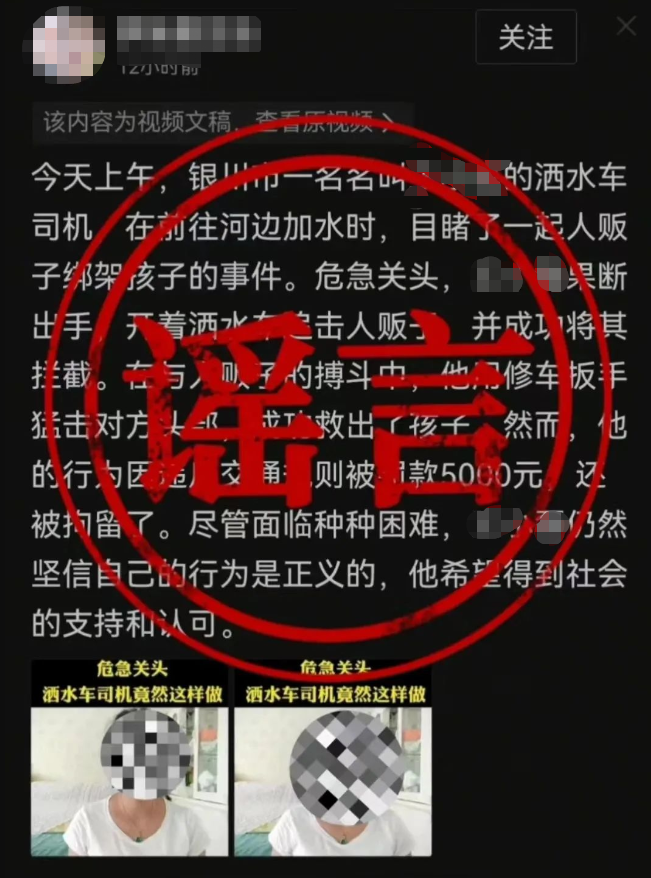 关注
12小时前
该内容为视频文稿，查看原视频
今天上午，银川市一名名叫的洒水车
司机，在前往河边加水时，目睹了一起人贩
子绑架孩子的事件。危急关头，果断
出手，开着洒水车追击人贩子，并成功将其
拦截。在与人贩子的搏斗中，他用修车扳手
猛击对方头部，成功救出了孩子。然而，他
的行为因违反交通规则被罚款5000元，还
被拘留了。尽管面临种种困难，仍然
坚信自己的行为是正义的，他希望得到社会
的支持和认可。
谣言
危急关头 危急关头
洒水车司机竟然这样做 洒水车司机竟然这样做